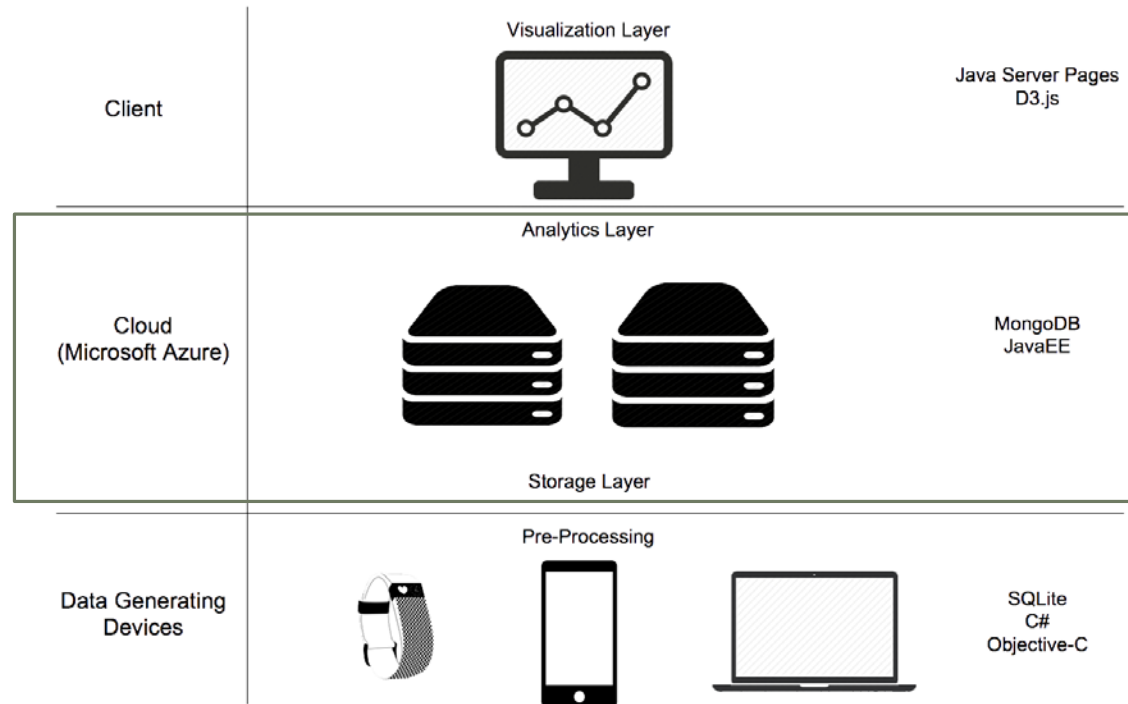 Visualization Layer
Client
Java Server Pages
D3.js
Analytics Layer
Cloud
(Microsoft Azure)
MongoDB
JavaEE
Storage Layer
Pre-Processing
Data Generating
Devices
SQLite
C#
Objective-C